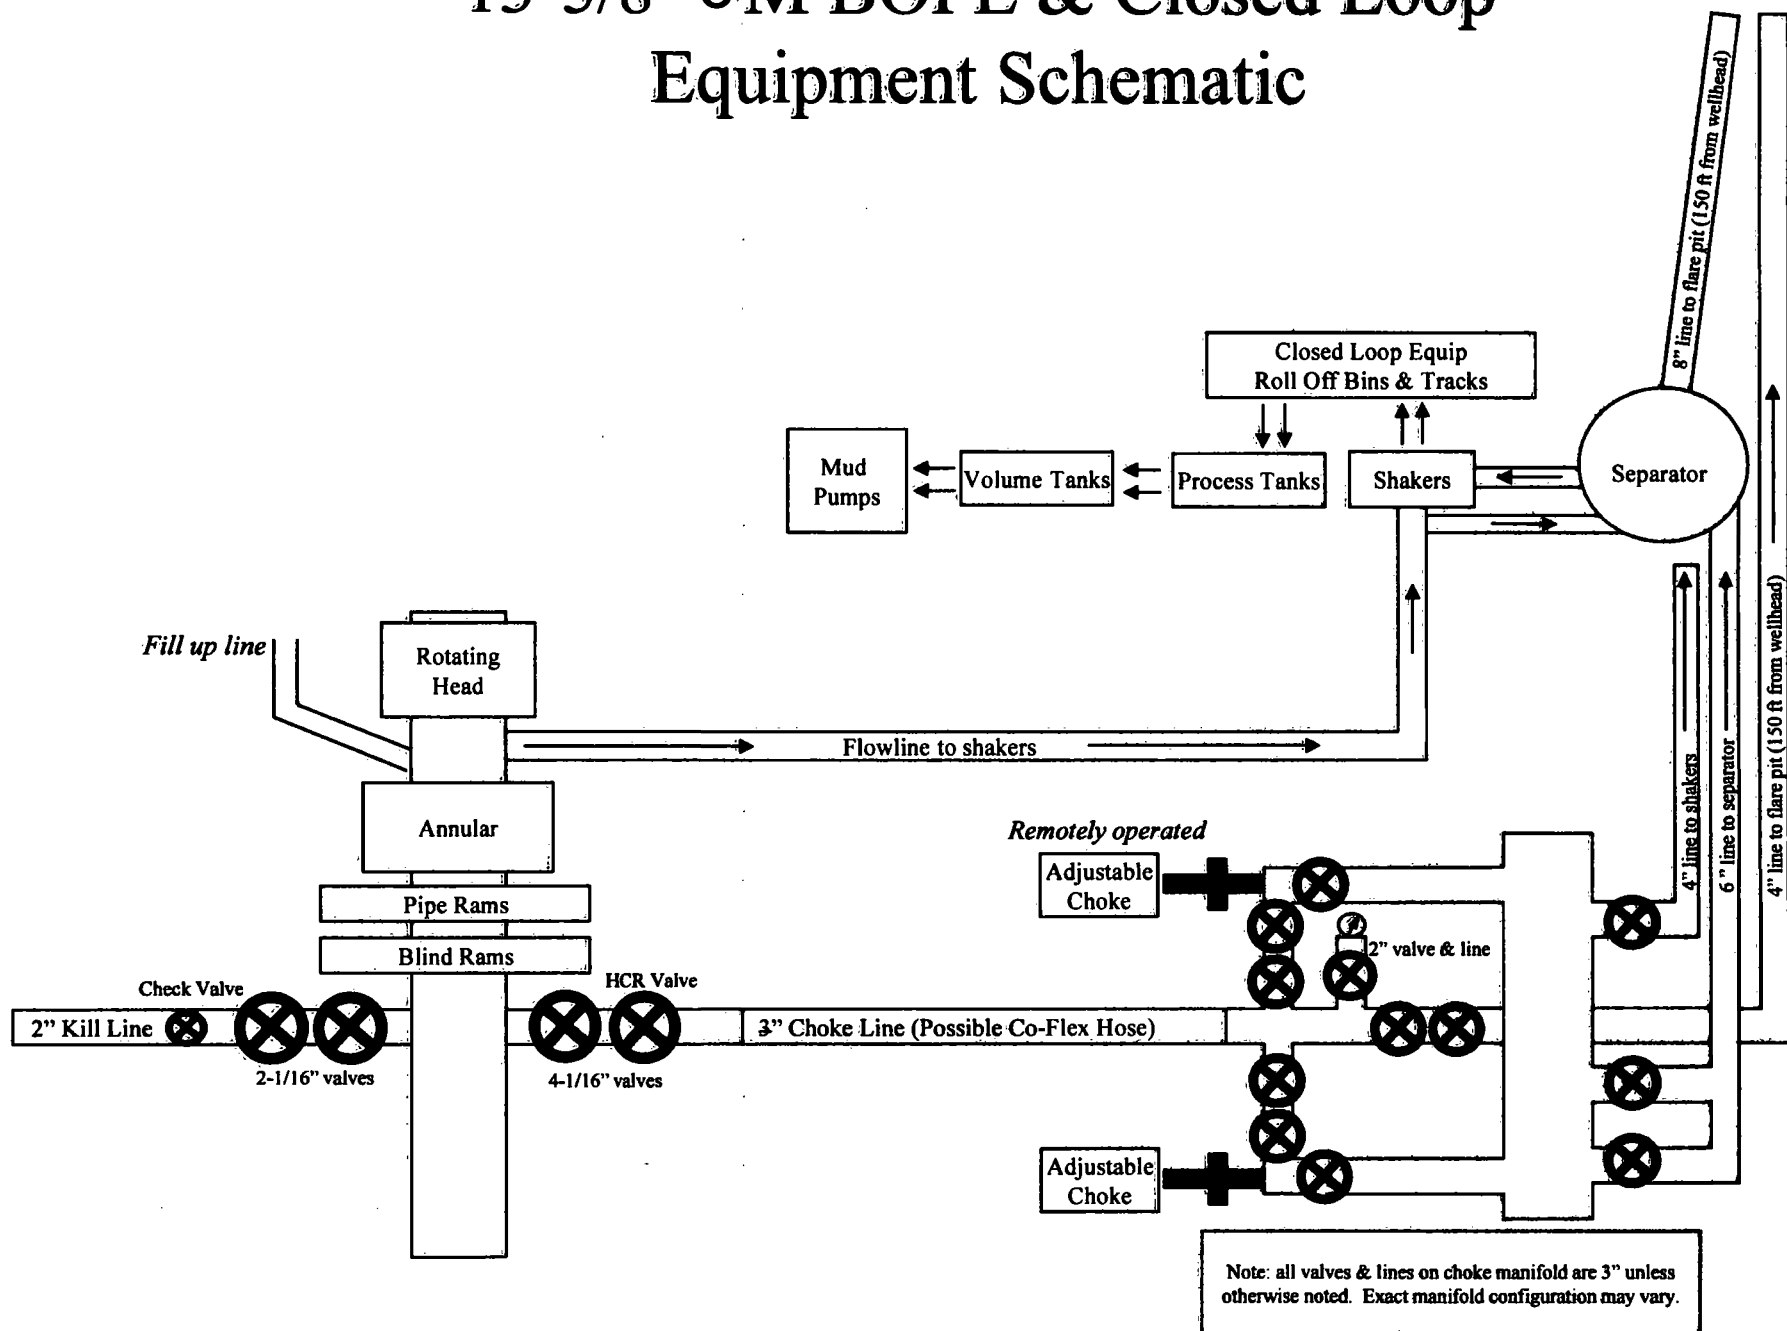 BOPE & Closed Loop
Equipment Schematic
8" line to flare pit (150 ft from wellhead)
Closed Loop Equip
Roll Off Bins & Tracks
Mud
Pumps
Volume Tanks
Process Tanks
Shakers
Separator
Fill up line
Rotating
Head
Flowline to shakers
Annular
Pipe Rams
Blind Rams
Check Valve
HCR Valve
2" Kill Line
3" Choke Line (Possible Co-Flex Hose)
2-1/16" valves
4-1/16" valves
Remotely operated
Adjustable
Choke
2" valve & line
Adjustable
Choke
4" line to shakers
6" line to separator
4" line to flare pit (150 ft from wellhead)
Note: all valves & lines on choke manifold are 3" unless
otherwise noted. Exact manifold configuration may vary.